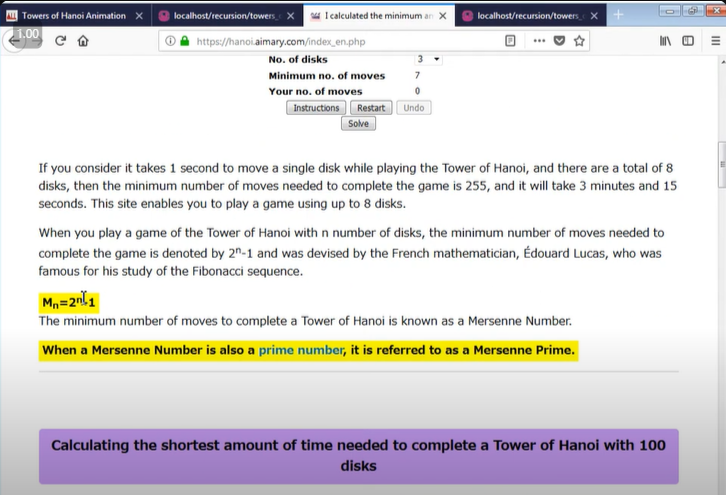 Towers of Hanoi Animation
localhost/recursion/towers_
I calculated the minimum an
localhost/recursion/towers_
1.00
https://hanoi.aimary.com/index_en.php
No. of disks 3
Minimum no. of moves 7
Your no. of moves 0
Instructions Restart Undo
Solve
If you consider it takes 1 second to move a single disk while playing the Tower of Hanoi, and there are a total of 8
disks, then the minimum number of moves needed to complete the game is 255, and it will take 3 minutes and 15
seconds. This site enables you to play a game using up to 8 disks.
When you play a game of the Tower of Hanoi with n number of disks, the minimum number of moves needed to
complete the game is denoted by 2ⁿ-1 and was devised by the French mathematician, Édouard Lucas, who was
famous for his study of the Fibonacci sequence.
Mₙ=2ⁿ-1
The minimum number of moves to complete a Tower of Hanoi is known as a Mersenne Number.
When a Mersenne Number is also a prime number, it is referred to as a Mersenne Prime.
Calculating the shortest amount of time needed to complete a Tower of Hanoi with 100
disks